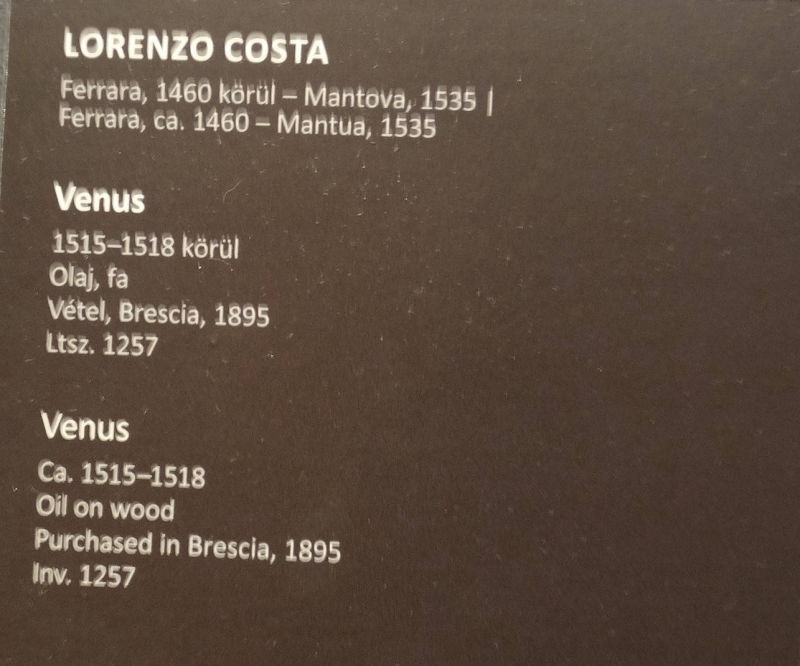 LORENZO COSTA
Ferrara, 1460 körül – Mantova, 1535 |
Ferrara, ca. 1460 – Mantua, 1535
Venus
1515–1518 körül
Olaj, fa
Vétel, Brescia, 1895
Ltsz. 1257
Venus
Ca. 1515–1518
Oil on wood
Purchased in Brescia, 1895
Inv. 1257